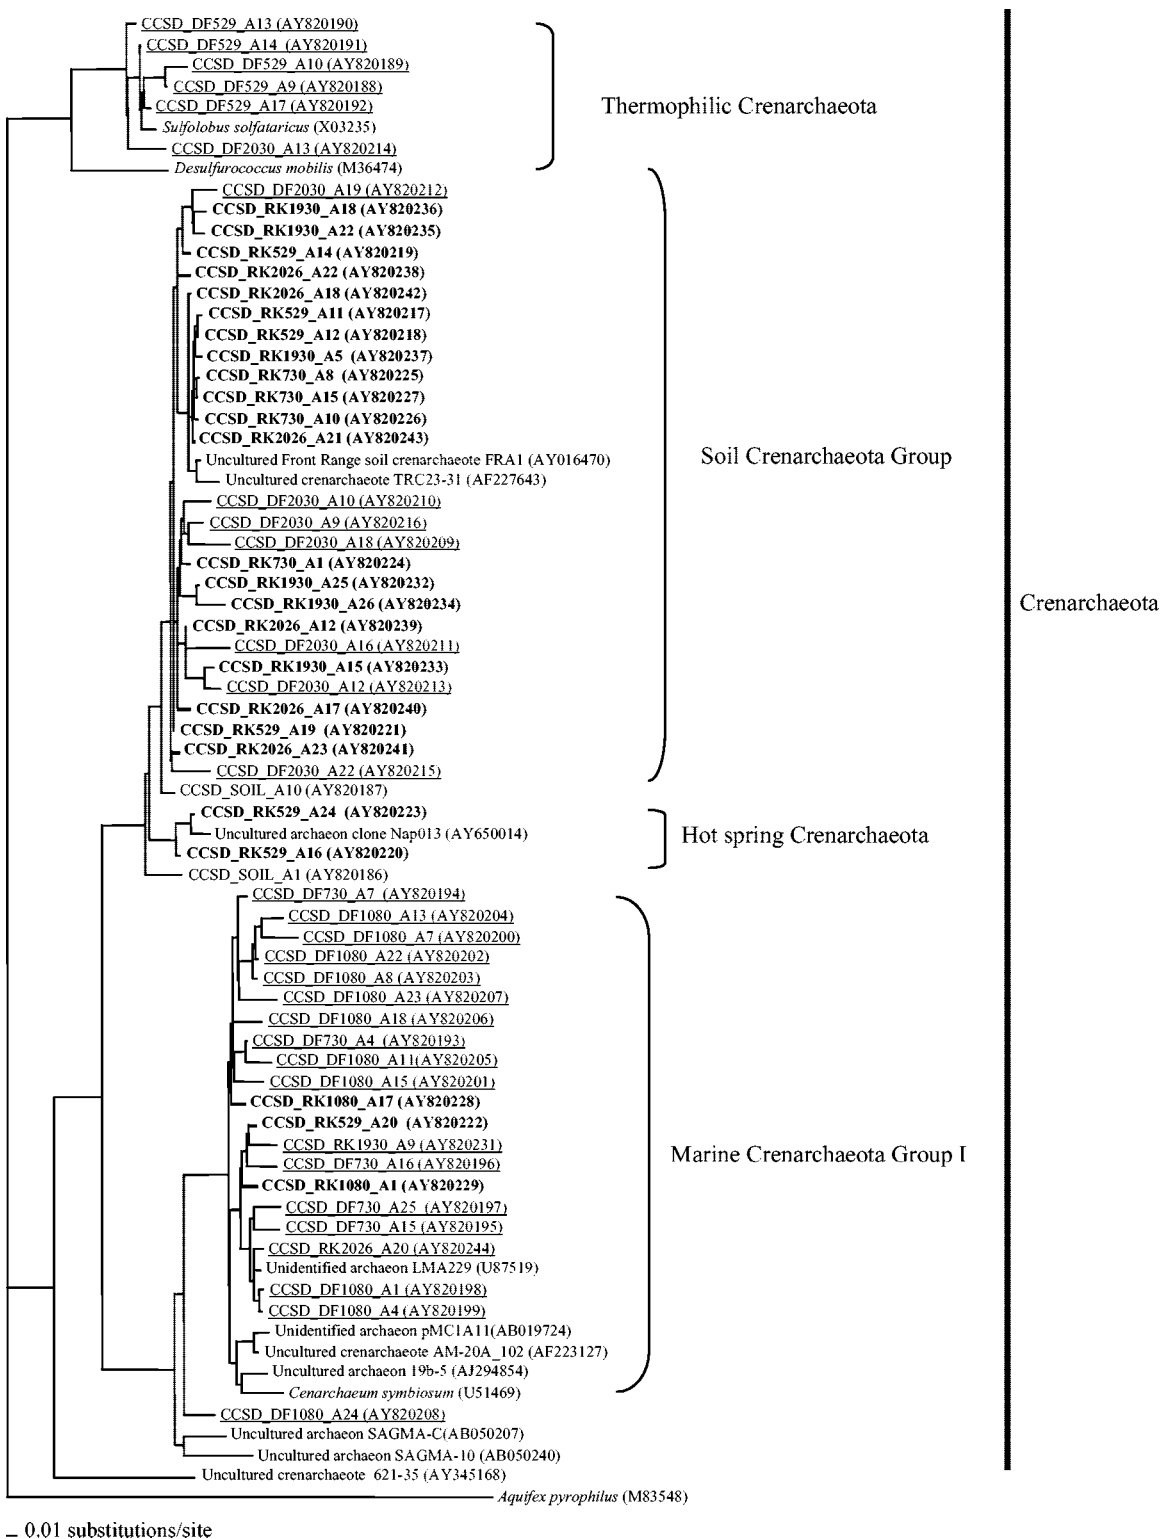 CCSD_DF529_A13 (AY820190)
CCSD_DF529_A14 (AY820191)
CCSD_DF529_A10 (AY820189)
CCSD_DF529_A9 (AY820188)
CCSD_DF529_A17 (AY820192)
Sulfolobus solfataricus (X03235)
CCSD_DF2030_A13 (AY820214)
Desulfurococcus mobilis (M36474)
Thermophilic Crenarchaeota
CCSD_DF2030_A19 (AY820212)
CCSD_RK1930_A18 (AY820236)
CCSD_RK1930_A22 (AY820235)
CCSD_RK529_A14 (AY820219)
CCSD_RK2026_A22 (AY820238)
CCSD_RK2026_A18 (AY820242)
CCSD_RK529_A11 (AY820217)
CCSD_RK529_A12 (AY820218)
CCSD_RK1930_A5 (AY820237)
CCSD_RK730_A8 (AY820225)
CCSD_RK730_A15 (AY820227)
CCSD_RK730_A10 (AY820226)
CCSD_RK2026_A21 (AY820243)
Uncultured Front Range soil crenarchaeote FRA1 (AY016470)
Uncultured crenarchaeote TRC23-31 (AF227643)
CCSD_DF2030_A10 (AY820210)
CCSD_DF2030_A9 (AY820216)
CCSD_DF2030_A18 (AY820209)
CCSD_RK730_A1 (AY820224)
CCSD_RK1930_A25 (AY820232)
CCSD_RK1930_A26 (AY820234)
CCSD_RK2026_A12 (AY820239)
CCSD_DF2030_A16 (AY820211)
CCSD_RK1930_A15 (AY820233)
CCSD_DF2030_A12 (AY820213)
CCSD_RK2026_A17 (AY820240)
CCSD_RK529_A19 (AY820221)
CCSD_RK2026_A23 (AY820241)
CCSD_DF2030_A22 (AY820215)
Soil Crenarchaeota Group
CCSD_SOIL_A10 (AY820187)
CCSD_RK529_A24 (AY820223)
Uncultured archaeon clone Nap013 (AY650014)
CCSD_RK529_A16 (AY820220)
Hot spring Crenarchaeota
CCSD_SOIL_A1 (AY820186)
CCSD_DF730_A7 (AY820194)
CCSD_DF1080_A13 (AY820204)
CCSD_DF1080_A7 (AY820200)
CCSD_DF1080_A22 (AY820202)
CCSD_DF1080_A8 (AY820203)
CCSD_DF1080_A23 (AY820207)
CCSD_DF1080_A18 (AY820206)
CCSD_DF730_A4 (AY820193)
CCSD_DF1080_A11(AY820205)
CCSD_DF1080_A15 (AY820201)
CCSD_RK1080_A17 (AY820228)
CCSD_RK529_A20 (AY820222)
CCSD_RK1930_A9 (AY820231)
CCSD_DF730_A16 (AY820196)
CCSD_RK1080_A1 (AY820229)
CCSD_DF730_A25 (AY820197)
CCSD_DF730_A15 (AY820195)
CCSD_RK2026_A20 (AY820244)
Unidentified archaeon LMA229 (U87519)
CCSD_DF1080_A1 (AY820198)
CCSD_DF1080_A4 (AY820199)
Unidentified archaeon pMC1A11(AB019724)
Uncultured crenarchaeote AM-20A_102 (AF223127)
Uncultured archaeon 19b-5 (AJ294854)
Cenarchaeum symbiosum (U51469)
Marine Crenarchaeota Group I
CCSD_DF1080_A24 (AY820208)
Uncultured archaeon SAGMA-C(AB050207)
Uncultured archaeon SAGMA-10 (AB050240)
Uncultured crenarchaeote 621-35 (AY345168)
Crenarchaeota
Aquifex pyrophilus (M83548)
0.01 substitutions/site